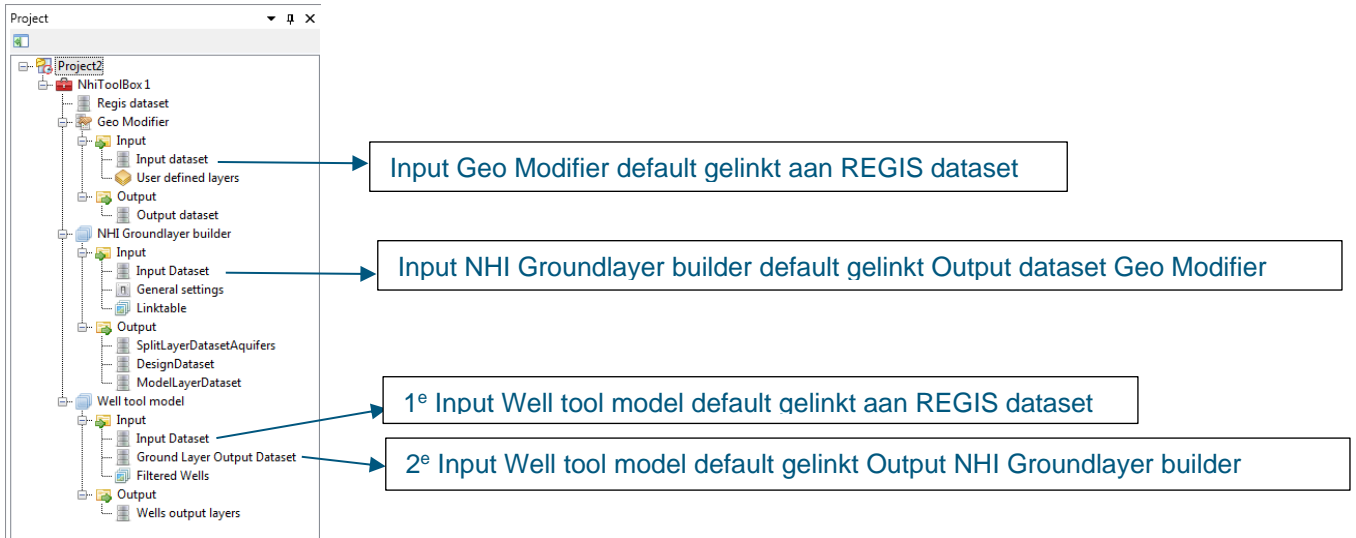 Project
Project2
NhiToolBox1
Regis dataset
Geo Modifier
Input
Input dataset
User defined layers
Output
Output dataset
NHI Groundlayer builder
Input
Input Dataset
General settings
Linktable
Output
SplitLayerDatasetAquifers
DesignDataset
ModelLayerDataset
Well tool model
Input
Input Dataset
Ground Layer Output Dataset
Filtered Wells
Output
Wells output layers
Input Geo Modifier default gelinkt aan REGIS dataset
Input NHI Groundlayer builder default gelinkt Output dataset Geo Modifier
1e Input Well tool model default gelinkt aan REGIS dataset
2e Input Well tool model default gelinkt Output NHI Groundlayer builder